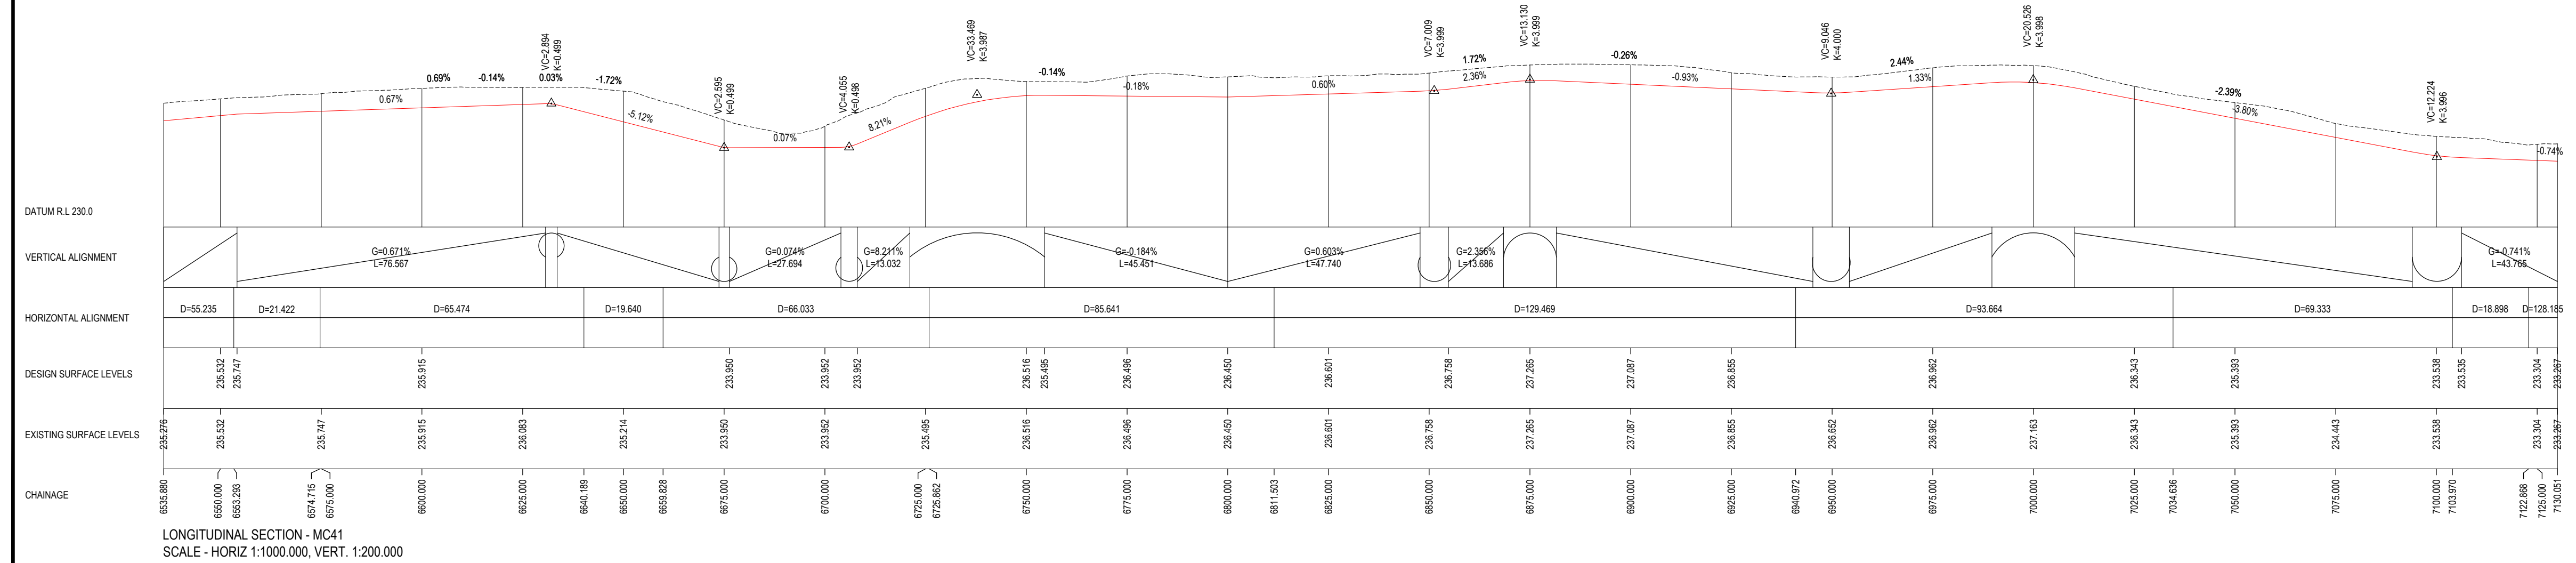 VC=2.894
K=0.499
VC=2.595
K=0.499
VC=4.055
K=0.498
VC=33.469
K=3.987
VC=7.009
K=3.999
VC=13.130
K=3.999
VC=9.046
K=4.000
VC=20.526
K=3.998
VC=12.224
K=3.996
0.69% -0.14% 0.03% -1.72% -0.14% 1.72% -0.26% 2.44% -2.39%
0.67% -5.12% 0.07% 8.21% -0.18% 0.60% 2.36% -0.93% 1.33% -3.80% -0.74%
DATUM R.L 230.0
VERTICAL ALIGNMENT
G=0.671%
L=76.567
G=0.074%
L=27.694
G=8.211%
L=13.032
G=-0.184%
L=45.451
G=0.603%
L=47.740
G=2.356%
L=13.686
G=-0.741%
L=43.765
HORIZONTAL ALIGNMENT
D=55.235 D=21.422 D=65.474 D=19.640 D=66.033 D=85.641 D=129.469 D=93.664 D=69.333 D=18.898 D=128.185
DESIGN SURFACE LEVELS
235.532 235.747 235.915 233.950 233.952 233.952 236.516 235.495 236.496 236.450 236.601 236.758 237.265 237.087 236.855 236.962 236.343 235.393 233.538 233.535 233.304 233.267
EXISTING SURFACE LEVELS
235.276 235.532 235.747 235.915 236.083 235.214 233.950 233.952 235.495 236.516 236.496 236.450 236.601 236.758 237.265 237.087 236.855 236.652 236.962 237.163 236.343 235.393 234.443 233.538 233.304 233.267
CHAINAGE
6535.880 6550.000 6553.293 6574.715 6575.000 6600.000 6625.000 6640.189 6650.000 6659.828 6675.000 6700.000 6725.000 6725.862 6750.000 6775.000 6800.000 6811.503 6825.000 6850.000 6875.000 6900.000 6925.000 6940.972 6950.000 6975.000 7000.000 7025.000 7034.636 7050.000 7075.000 7100.000 7103.970 7122.868 7125.000 7130.051
LONGITUDINAL SECTION - MC41
SCALE - HORIZ 1:1000.000, VERT. 1:200.000